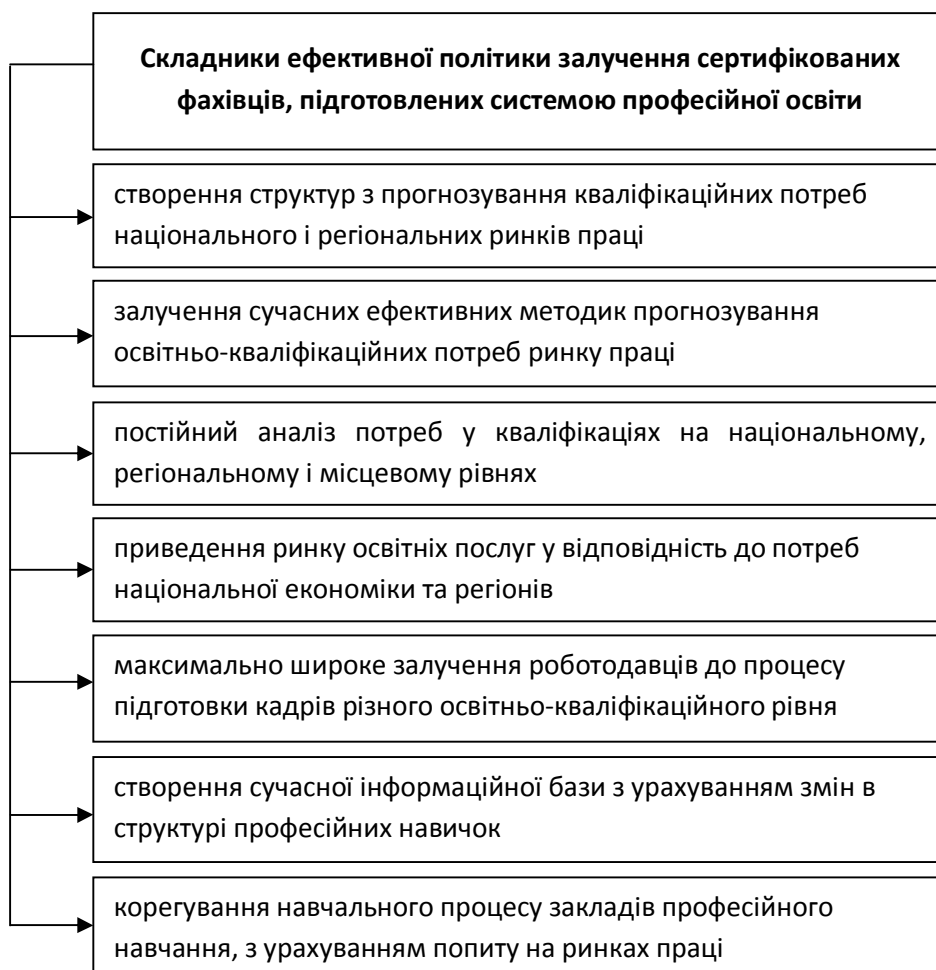 Складники ефективної політики залучення сертифікованих
фахівців, підготовлених системою професійної освіти
створення структур з прогнозування кваліфікаційних потреб
національного і регіональних ринків праці
залучення сучасних ефективних методик прогнозування
освітньо-кваліфікаційних потреб ринку праці
постійний аналіз потреб у кваліфікаціях на національному,
регіональному і місцевому рівнях
приведення ринку освітніх послуг у відповідність до потреб
національної економіки та регіонів
максимально широке залучення роботодавців до процесу
підготовки кадрів різного освітньо-кваліфікаційного рівня
створення сучасної інформаційної бази з урахуванням змін в
структурі професійних навичок
корегування навчального процесу закладів професійного
навчання, з урахуванням попиту на ринках праці